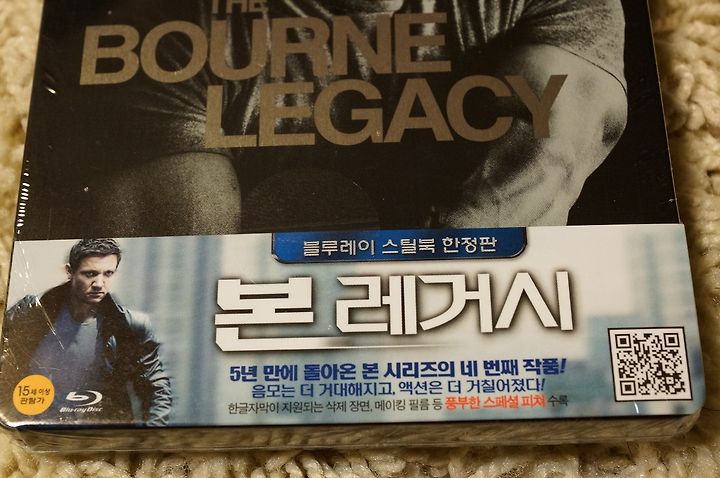 THE
BOURNE
LEGACY
블루레이 스틸북 한정판
본 레거시
5년 만에 돌아온 본 시리즈의 네 번째 작품!
음모는 더 거대해지고, 액션은 더 거칠어졌다!
한글자막이 지원되는 삭제 장면, 메이킹 필름 등 풍부한 스페셜 피쳐 수록
15세 이상
관람가
Blu-ray Disc